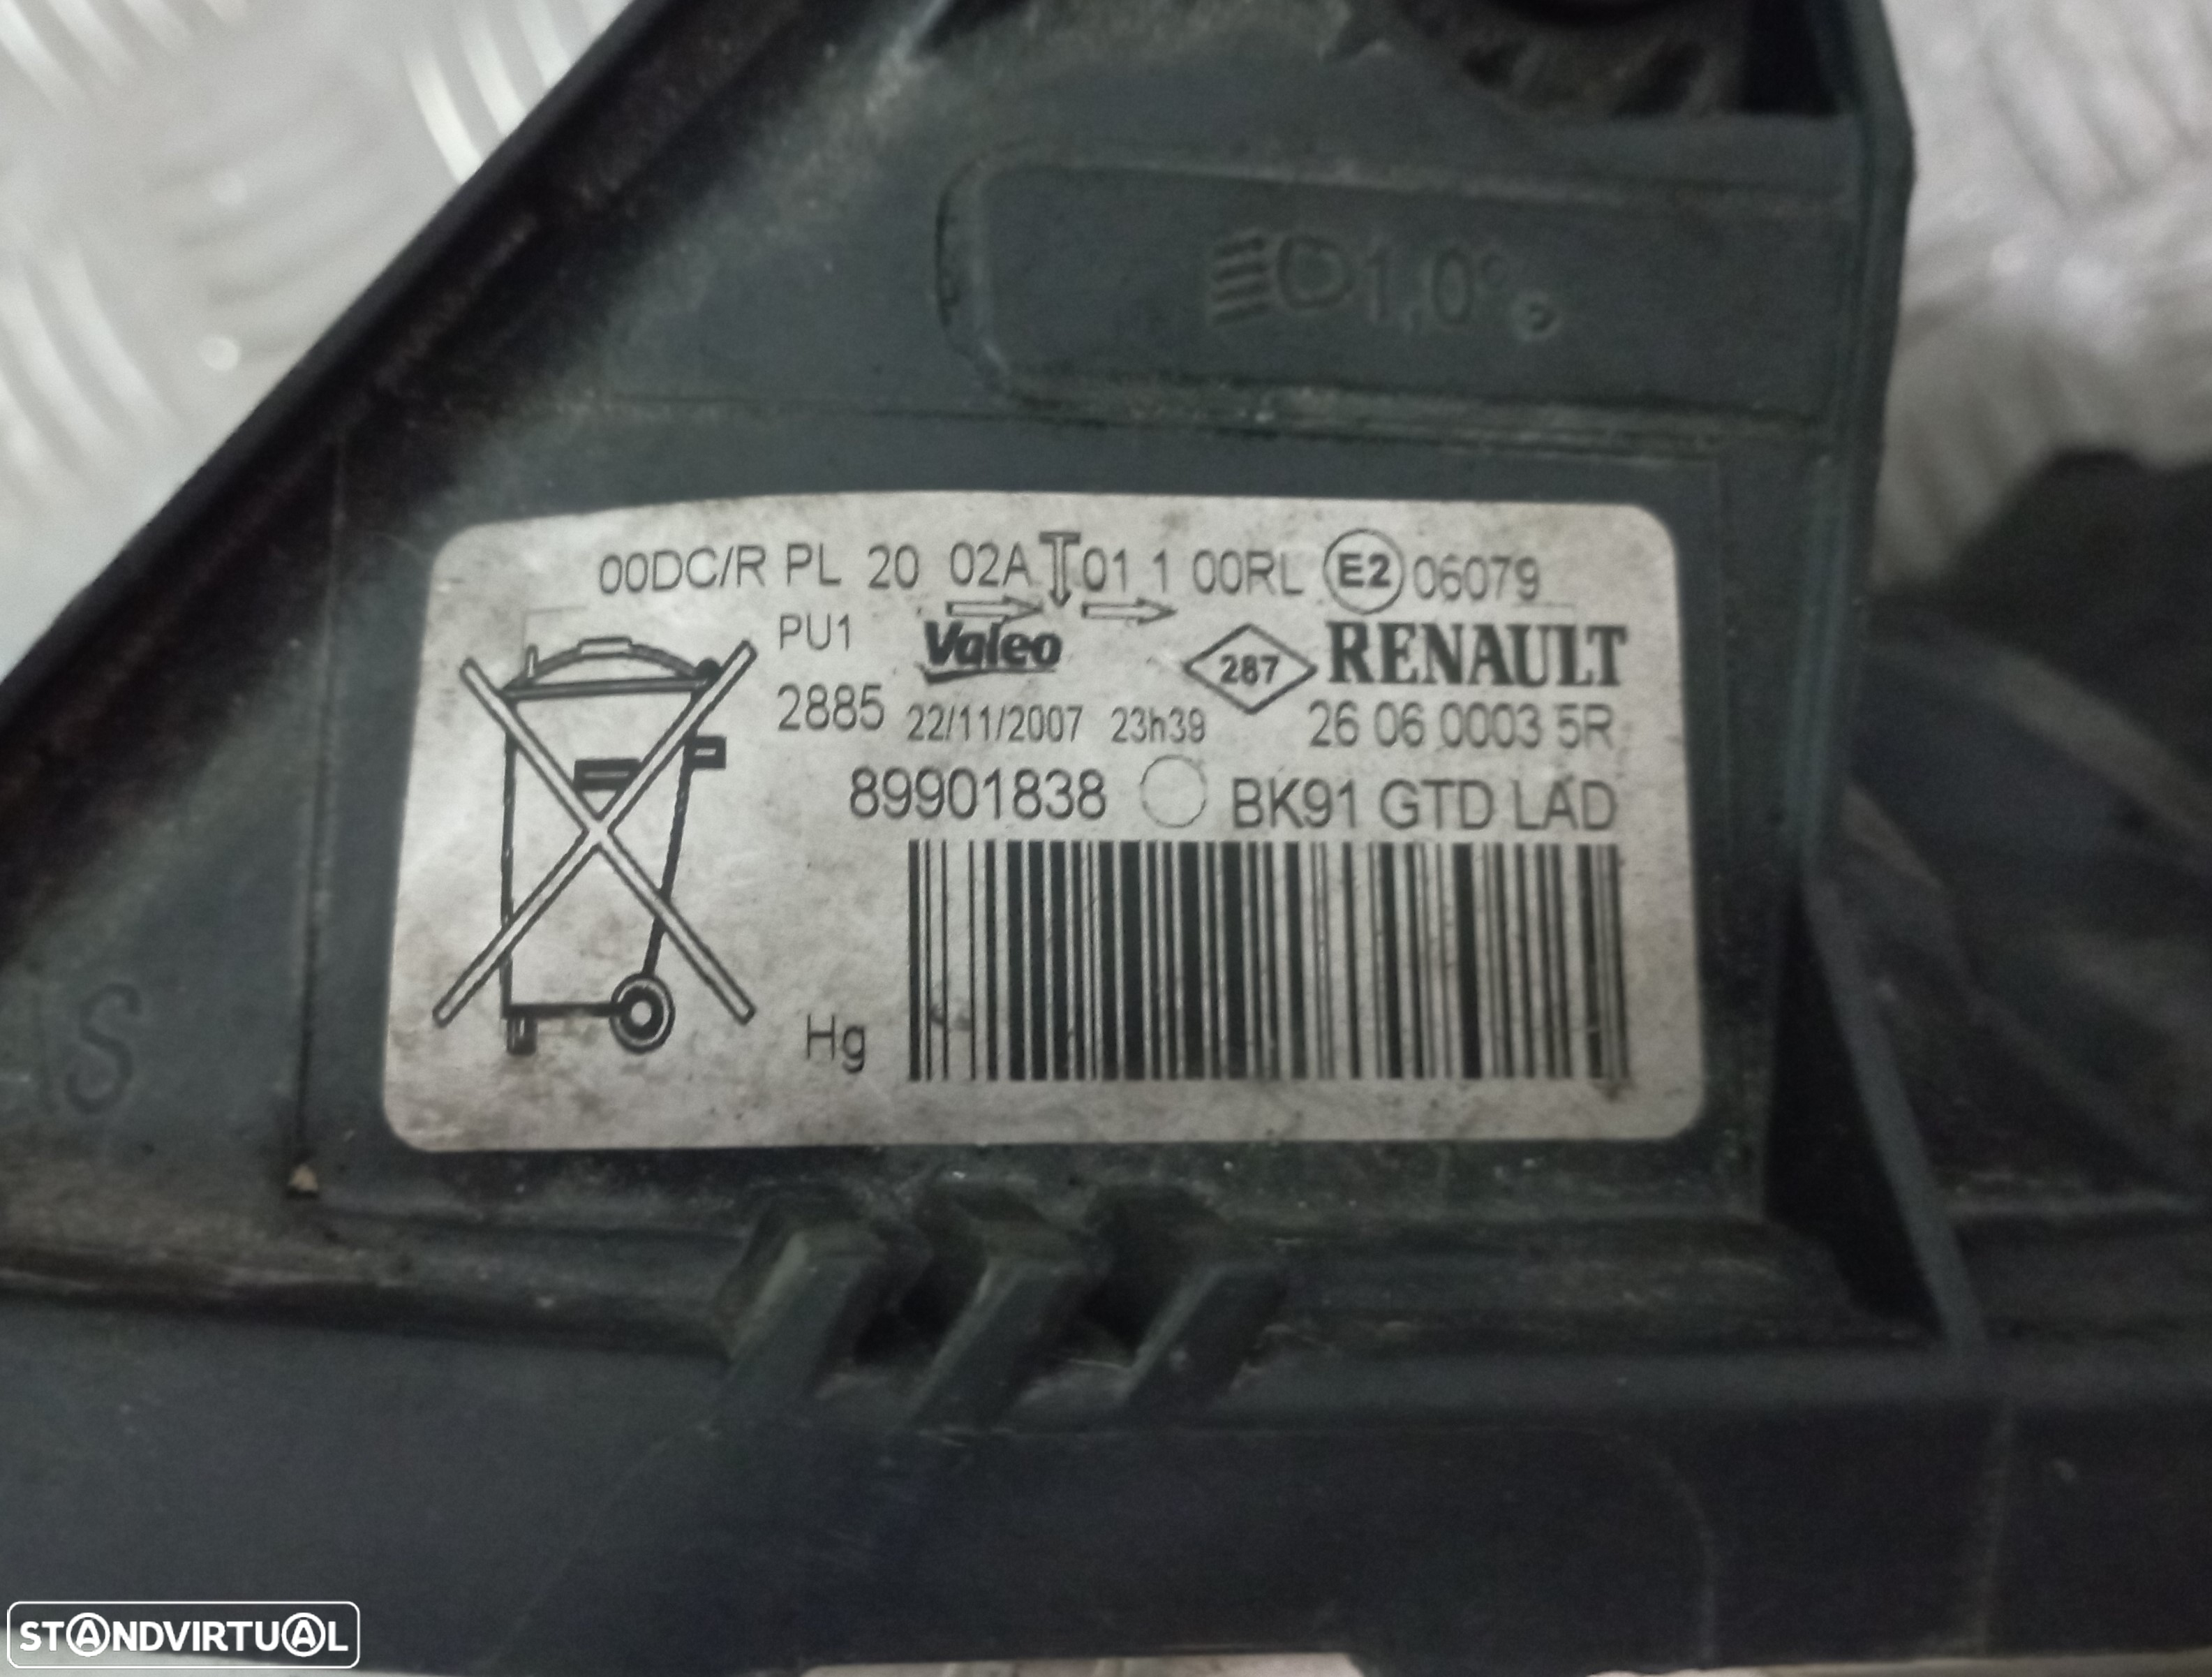 1,0%
00DC/R PL 20 02A 01 1 00RL E2 06079
PU1 Valeo 287 RENAULT
2885 22/11/2007 23h39 26 06 0003 5R
89901838 BK91 GTD LAD
Hg
STANDVIRTUAL